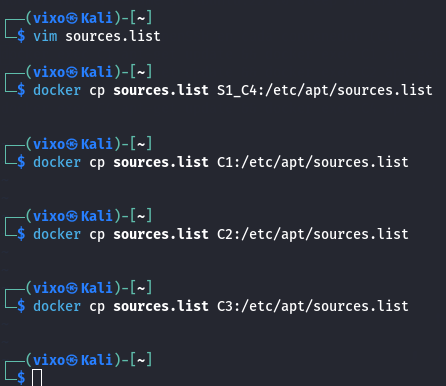 ┌──(vixo㉿Kali)-[~]
└─$ vim sources.list
┌──(vixo㉿Kali)-[~]
└─$ docker cp sources.list S1_C4:/etc/apt/sources.list
┌──(vixo㉿Kali)-[~]
└─$ docker cp sources.list C1:/etc/apt/sources.list
┌──(vixo㉿Kali)-[~]
└─$ docker cp sources.list C2:/etc/apt/sources.list
┌──(vixo㉿Kali)-[~]
└─$ docker cp sources.list C3:/etc/apt/sources.list
┌──(vixo㉿Kali)-[~]
└─$